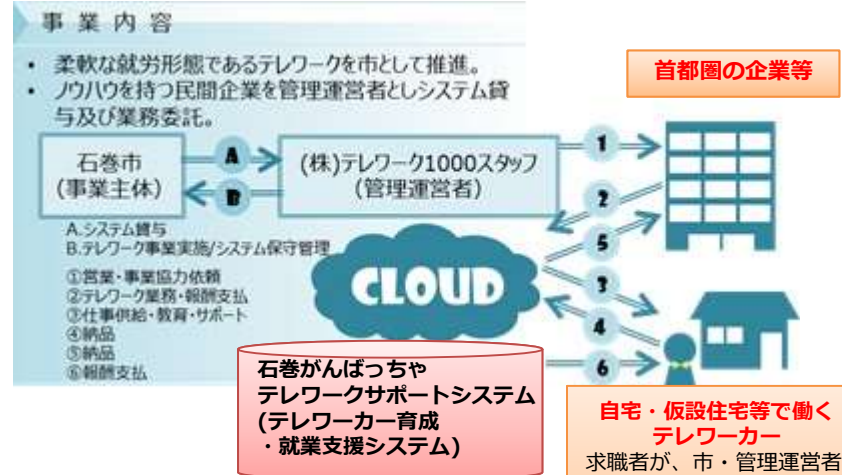 事業内容
• 柔軟な就労形態であるテレワークを市として推進。
• ノウハウを持つ民間企業を管理運営者としシステム貸
与及び業務委託。
首都圏の企業等
石巻市
(事業主体)
A
B
(株)テレワーク1000スタッフ
(管理運営者)
1
2
5
3
4
6
A.システム貸与
B.テレワーク事業実施/システム保守管理
①営業・事業協力依頼
②テレワーク業務・報酬支払
③仕事供給・教育・サポート
④納品
⑤納品
⑥報酬支払
CLOUD
石巻がんばっちゃ
テレワークサポートシステム
(テレワーカー育成
・就業支援システム)
自宅・仮設住宅等で働く
テレワーカー
求職者が、市・管理運営者